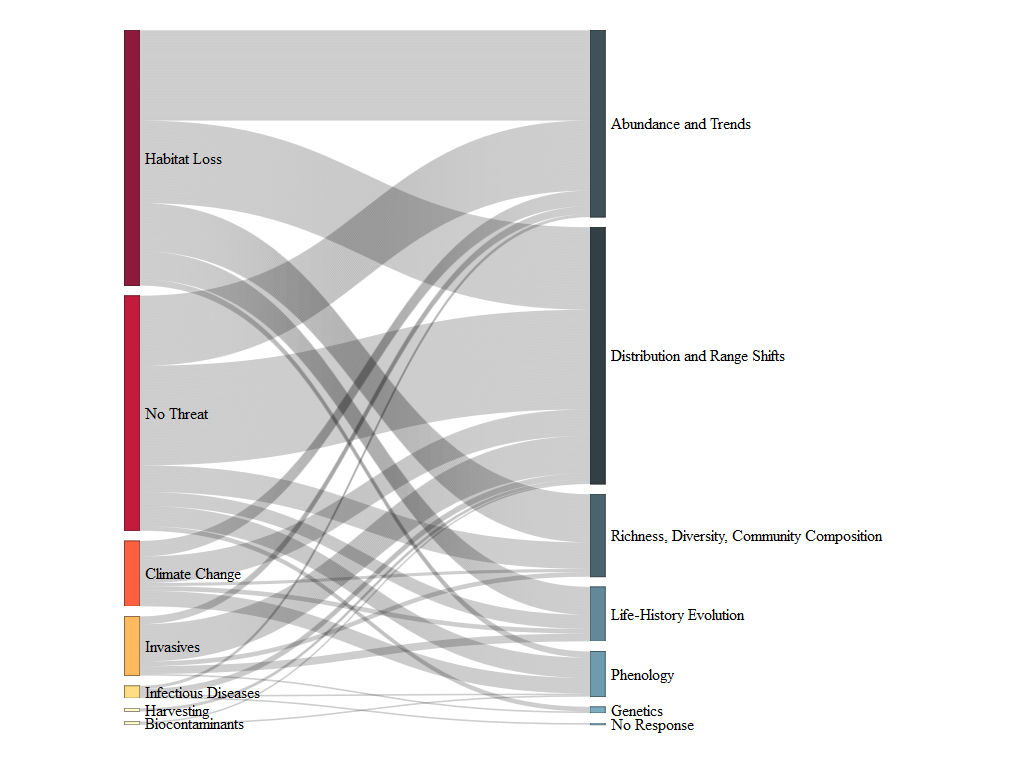 Habitat Loss
No Threat
Climate Change
Invasives
Infectious Diseases
Harvesting
Biocontaminants
Abundance and Trends
Distribution and Range Shifts
Richness, Diversity, Community Composition
Life-History Evolution
Phenology
Genetics
No Response